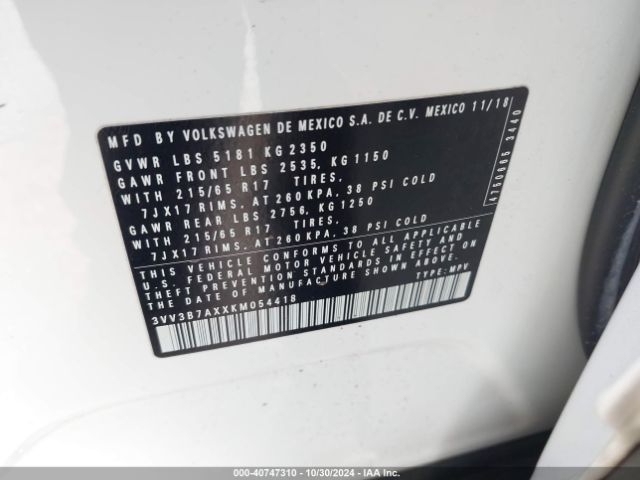 MFD BY VOLKSWAGEN DE MEXICO S.A. DE C.V. MEXICO 11/18
GVWR LBS 5181 KG 2350
GAWR FRONT LBS 2535, KG 1150
WITH 215/65 R17 TIRES,
7JX17 RIMS, AT 260 KPA, 38 PSI COLD
GAWR REAR LBS 2756, KG 1250
WITH 215/65 R17 TIRES,
7JX17 RIMS, AT 260 KPA, 38 PSI COLD
THIS VEHICLE CONFORMS TO ALL APPLICABLE
U.S. FEDERAL MOTOR VEHICLE SAFETY AND
THEFT PREVENTION STANDARDS IN EFFECT ON
THE DATE OF MANUFACTURE SHOWN ABOVE.
3VV3B7AXXKM054418 TYPE: MPV
4750665 3440
000-40747310 - 10/30/2024 - IAA Inc.